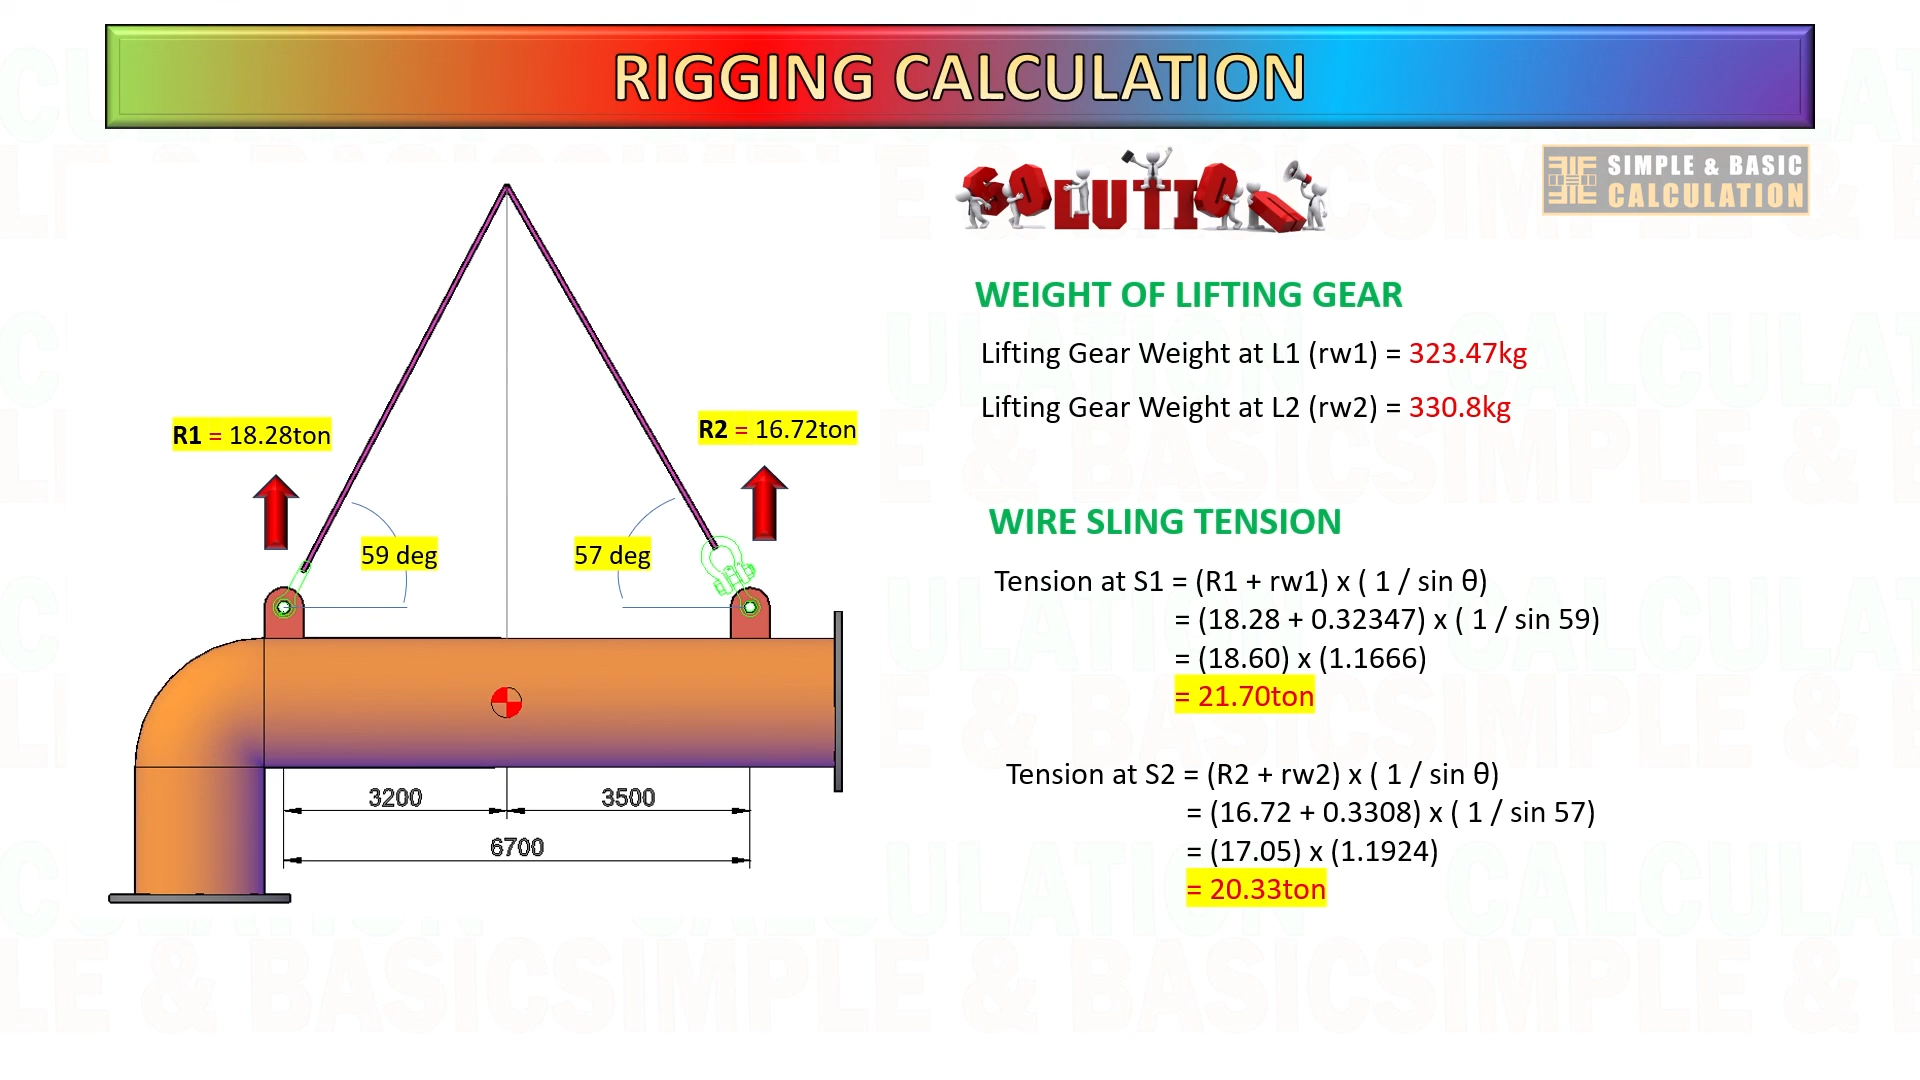 RIGGING CALCULATION
SOLUTION
SIMPLE & BASIC
CALCULATION
WEIGHT OF LIFTING GEAR
Lifting Gear Weight at L1 (rw1) = 323.47kg
Lifting Gear Weight at L2 (rw2) = 330.8kg
R1 = 18.28ton
R2 = 16.72ton
59 deg
57 deg
3200
3500
6700
WIRE SLING TENSION
Tension at S1 = (R1 + rw1) x ( 1 / sin θ)
= (18.28 + 0.32347) x ( 1 / sin 59)
= (18.60) x (1.1666)
= 21.70ton
Tension at S2 = (R2 + rw2) x ( 1 / sin θ)
= (16.72 + 0.3308) x ( 1 / sin 57)
= (17.05) x (1.1924)
= 20.33ton